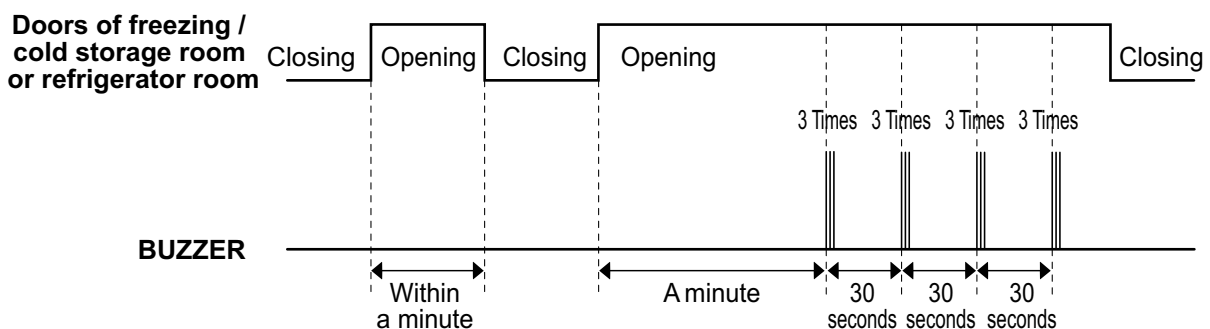 Doors of freezing /
cold storage room
or refrigerator room
Closing Opening Closing Opening Closing
3 Times 3 Times 3 Times 3 Times
BUZZER
Within
a minute
A minute
30
seconds
30
seconds
30
seconds